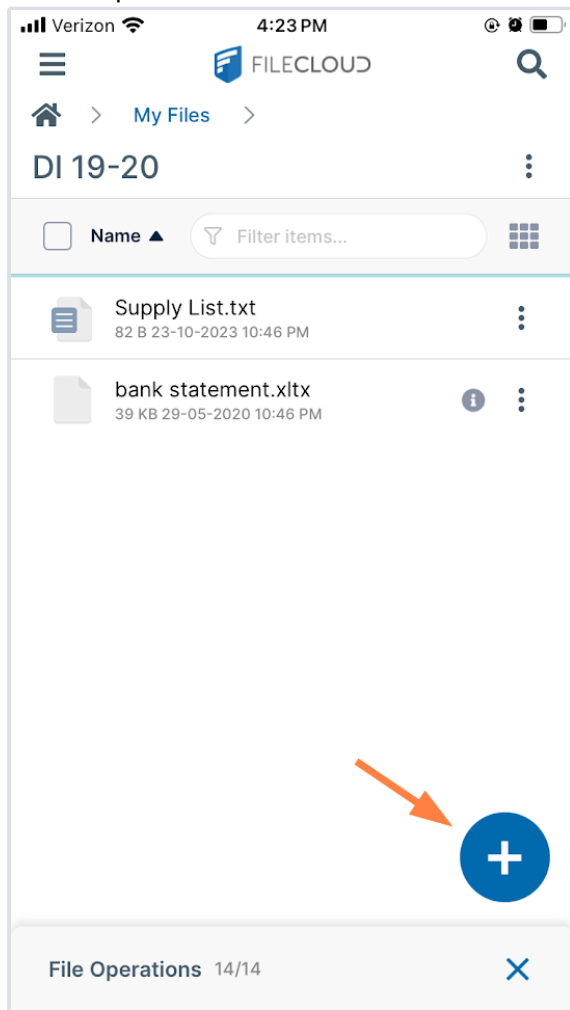 Verizon 4:23 PM
FILECLOUD
> My Files >
DI 19-20
Name ▲ Filter items...
Supply List.txt
82 B 23-10-2023 10:46 PM
bank statement.xltx
39 KB 29-05-2020 10:46 PM
File Operations 14/14